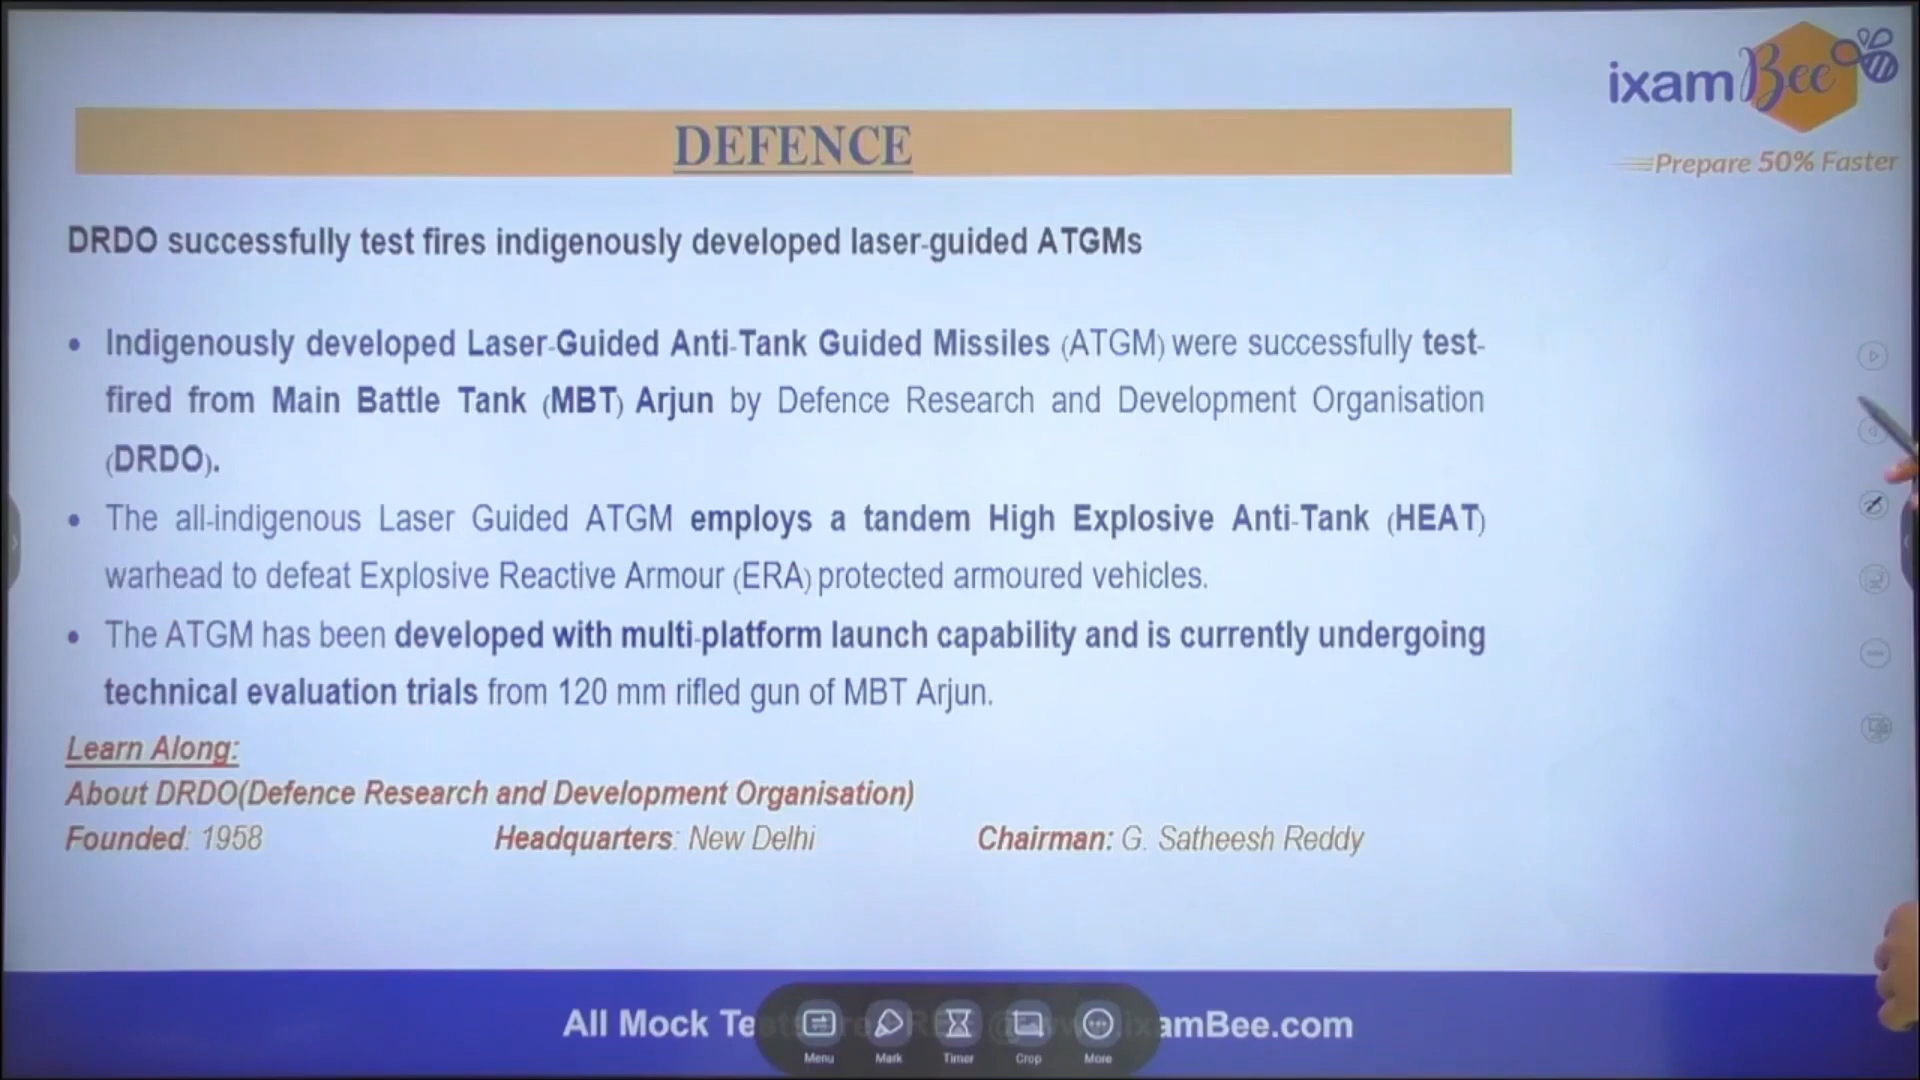 ixamBee
Prepare 50% Faster
DEFENCE
DRDO successfully test fires indigenously developed laser-guided ATGMs
• Indigenously developed Laser-Guided Anti-Tank Guided Missiles (ATGM) were successfully test-
fired from Main Battle Tank (MBT) Arjun by Defence Research and Development Organisation
(DRDO).
• The all-indigenous Laser Guided ATGM employs a tandem High Explosive Anti-Tank (HEAT)
warhead to defeat Explosive Reactive Armour (ERA) protected armoured vehicles.
• The ATGM has been developed with multi-platform launch capability and is currently undergoing
technical evaluation trials from 120 mm rifled gun of MBT Arjun.
Learn Along:
About DRDO(Defence Research and Development Organisation)
Founded: 1958 Headquarters: New Delhi Chairman: G. Satheesh Reddy
All Mock Te amBee.com
Menu Mark Timer Crop More